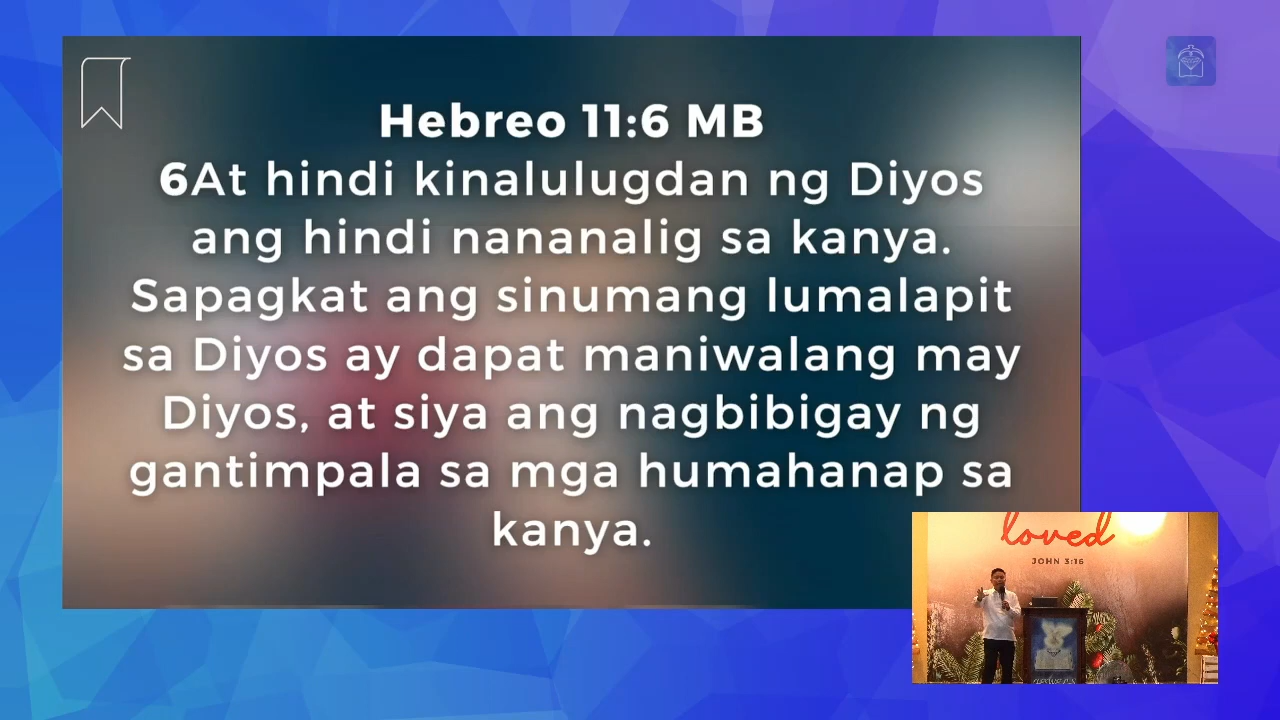 Hebreo 11:6 MB
6At hindi kinalulugdan ng Diyos
ang hindi nananalig sa kanya.
Sapagkat ang sinumang lumalapit
sa Diyos ay dapat maniwalang may
Diyos, at siya ang nagbibigay ng
gantimpala sa mga humahanap sa
kanya.
loved
JOHN 3:16